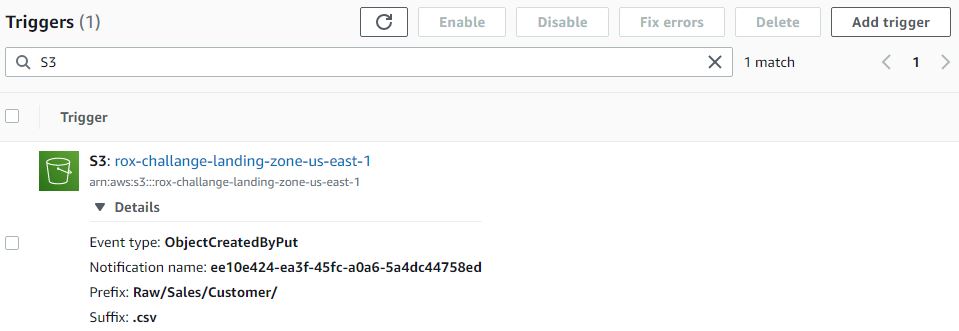 Triggers (1)
Enable
Disable
Fix errors
Delete
Add trigger
S3
1 match
1
Trigger
S3: rox-challange-landing-zone-us-east-1
arn:aws:s3:::rox-challange-landing-zone-us-east-1
Details
Event type: ObjectCreatedByPut
Notification name: ee10e424-ea3f-45fc-a0a6-5a4dc44758ed
Prefix: Raw/Sales/Customer/
Suffix: .csv